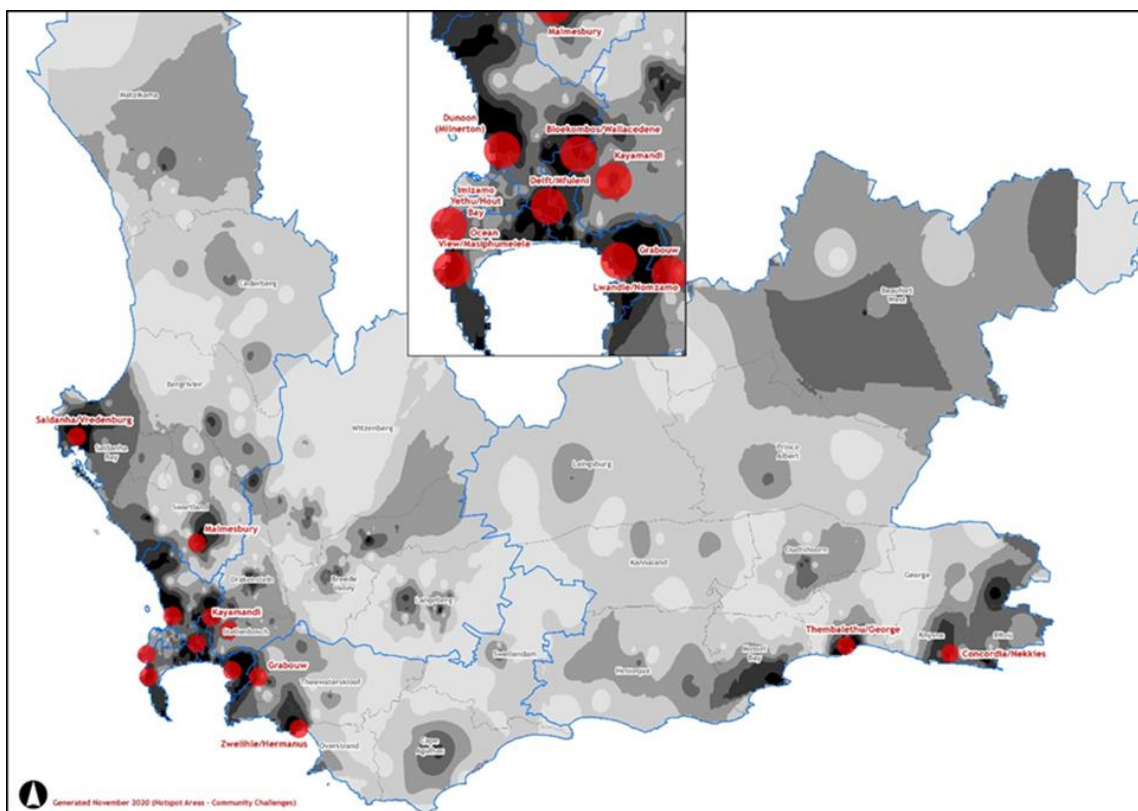 Malmesbury
Matzikama
Dunoon
(Milnerton)
Bloekombos/Wallacedene
Kayamandi
Delft/Mfuleni
Imizamo
Yethu/Hout
Bay
Ocean
View/Masiphumelele
Grabouw
Lwandle/Nomzamo
Cederberg
Beaufort
West
Bergrivier
Saldanha/Vredenburg
Saldanha
Bay
Witzenberg
Laingsburg
Prince
Albert
Swartland
Malmesbury
Oudtshoorn
Kannaland
George
Drakenstein
Breede
Valley
Langeberg
Kayamandi
Stellenbosch
Thembalethu/George
Knysna
Bitou
Concordia/Nekkies
Swellendam
Mossel
Bay
Hessequa
Grabouw
Theewaterskloof
Zwelihle/Hermanus
Overstrand
Cape
Agulhas
Generated November 2020 (Hotspot Areas - Community Challenges)